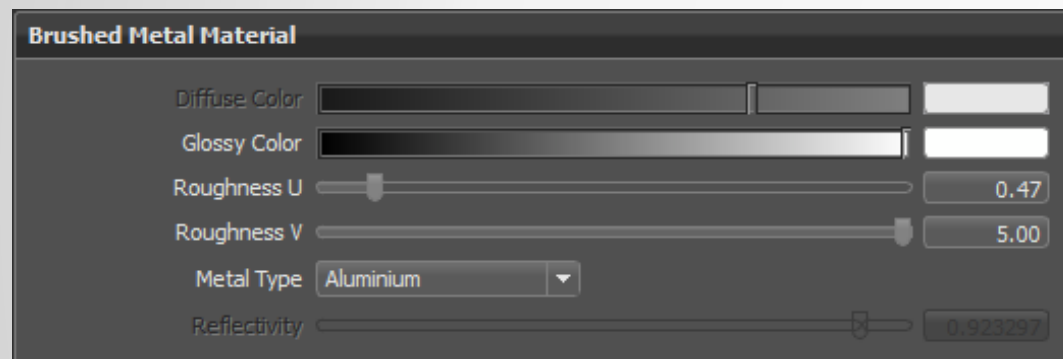 Brushed Metal Material
Diffuse Color
Glossy Color
Roughness U 0.47
Roughness V 5.00
Metal Type Aluminium
Reflectivity 0.923297